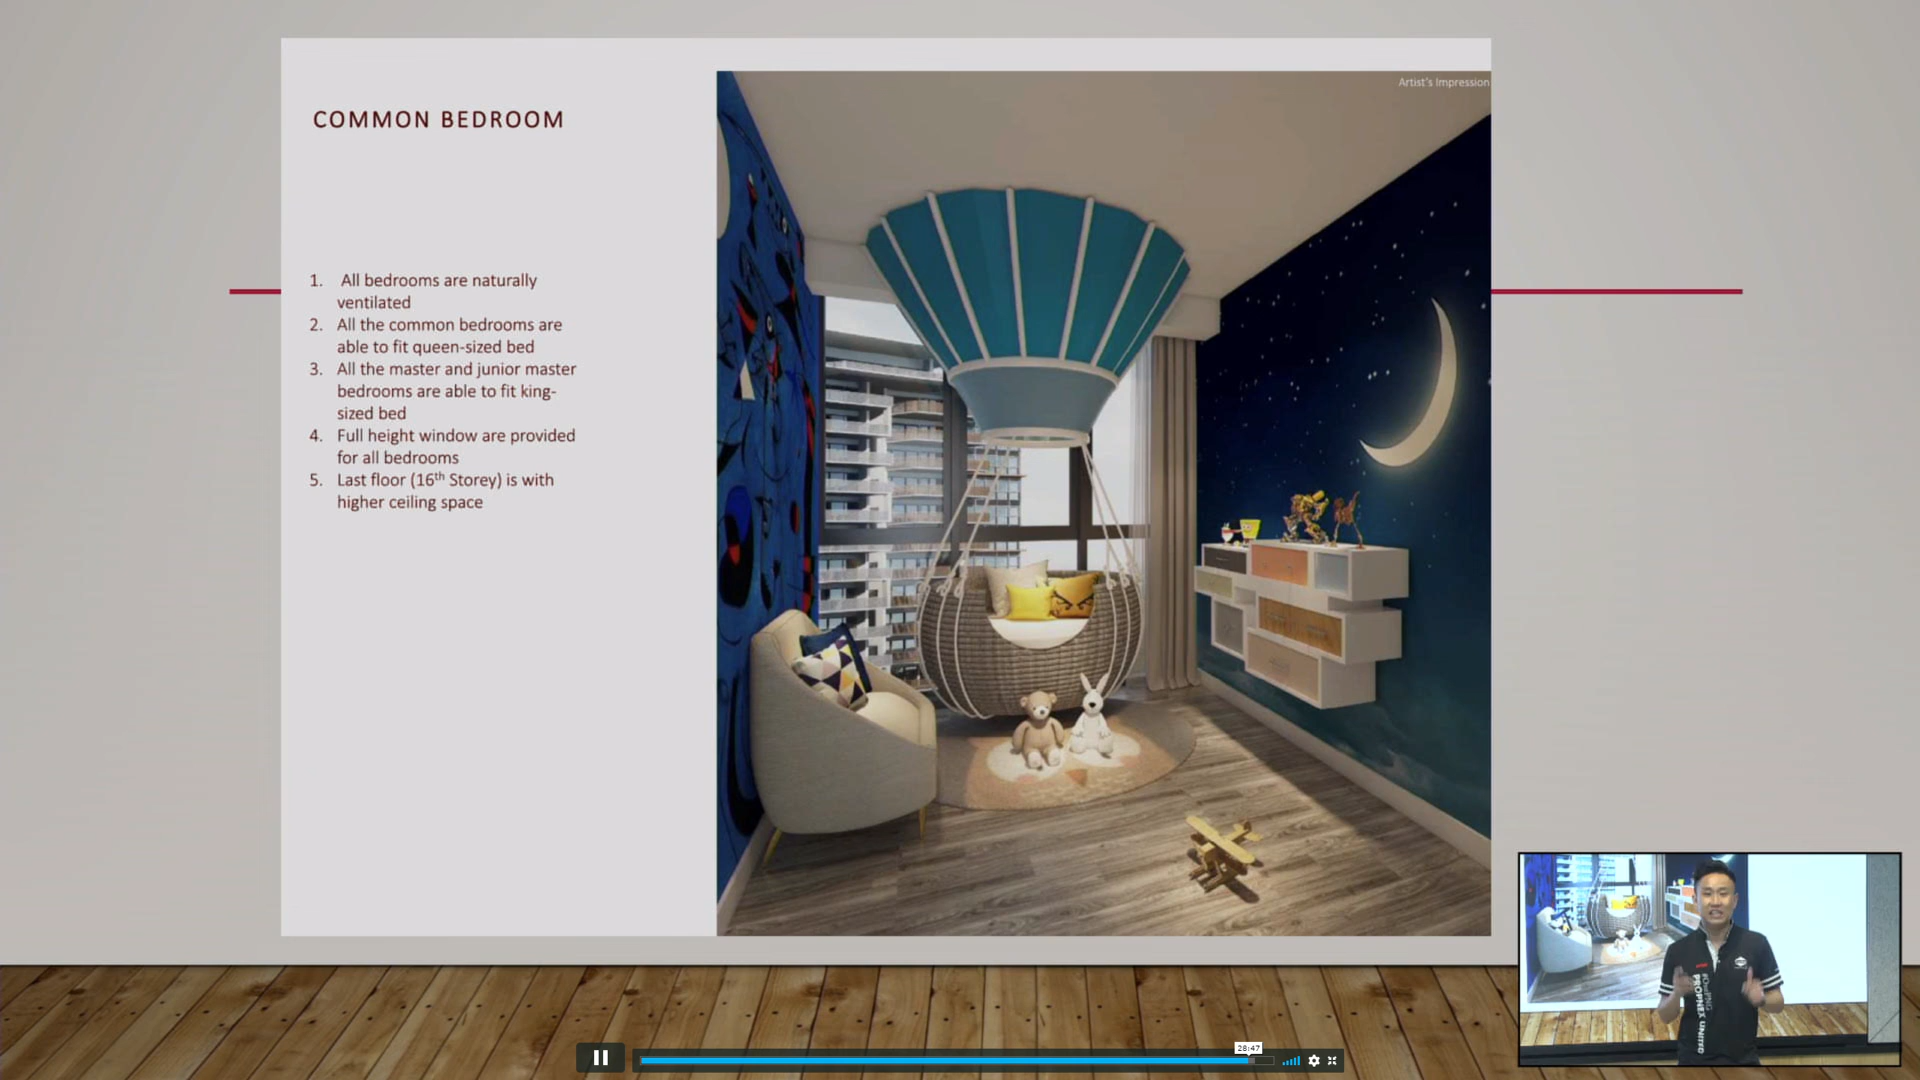 Artist's Impression
COMMON BEDROOM
1. All bedrooms are naturally
ventilated
2. All the common bedrooms are
able to fit queen-sized bed
3. All the master and junior master
bedrooms are able to fit king-
sized bed
4. Full height window are provided
for all bedrooms
5. Last floor (16th Storey) is with
higher ceiling space
PROPNEX UNITED
28:47